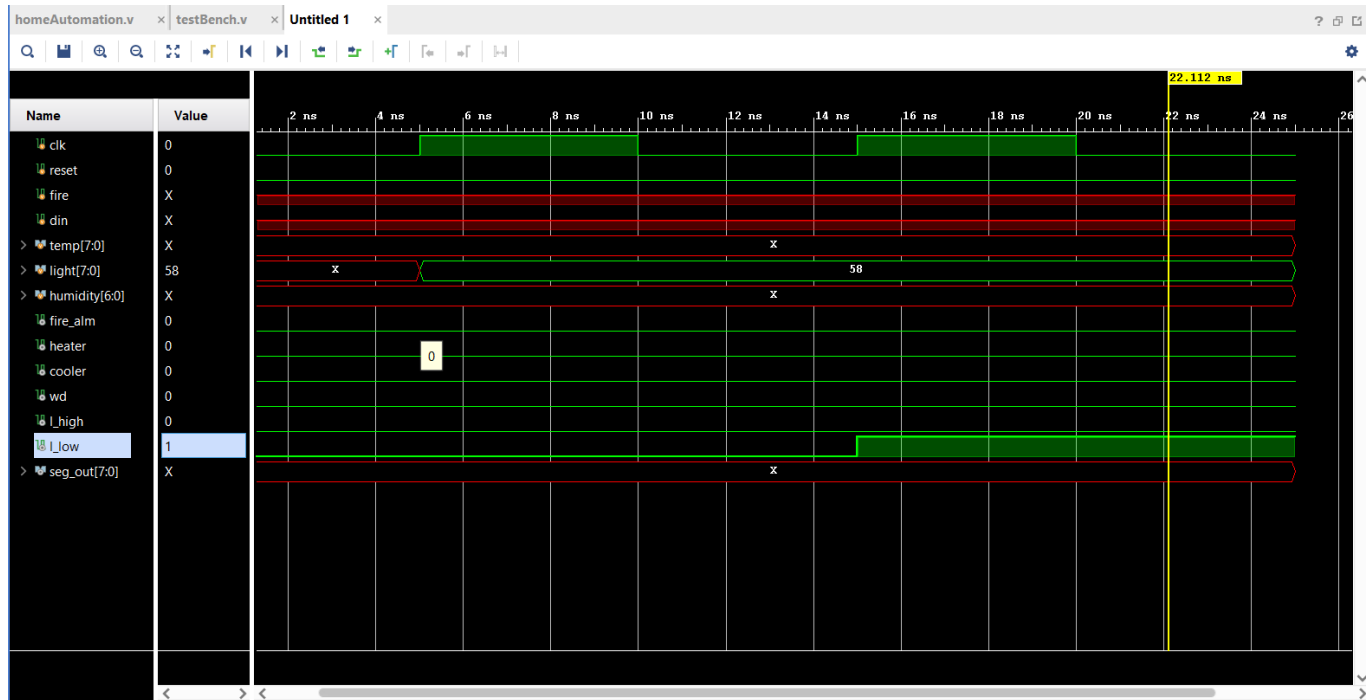 homeAutomation.v × testBench.v × Untitled 1 ×
?
22.112 ns
Name Value
2 ns 4 ns 6 ns 8 ns 10 ns 12 ns 14 ns 16 ns 18 ns 20 ns 22 ns 24 ns 26
clk 0
reset 0
fire X
din X
temp[7:0] X X
light[7:0] 58 X 58
humidity[6:0] X X
fire_alm 0
heater 0 0
cooler 0
wd 0
l_high 0
l_low 1
seg_out[7:0] X X